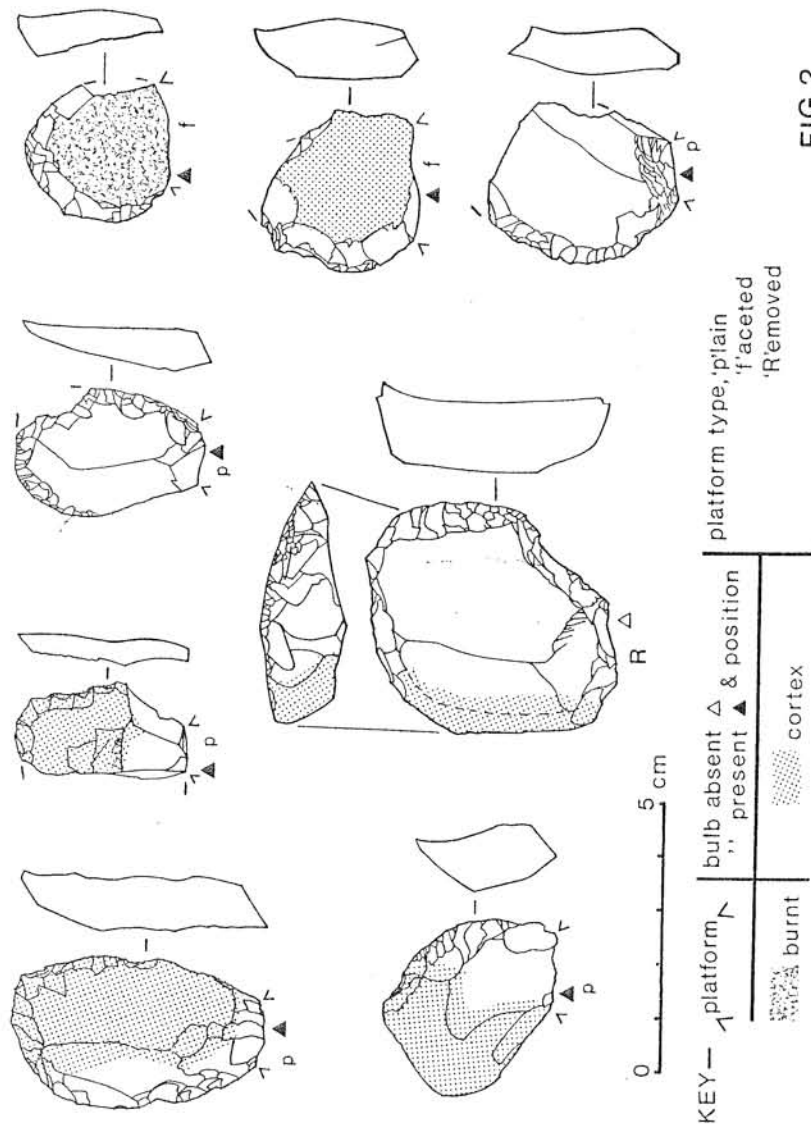 p
p
p
f
f
p
R
p
0 5 cm
KEY— platform
bulb absent △
,, present ▲ & position
platform type, 'p'lain
'f'aceted
'R'emoved
burnt
cortex
FIG 2